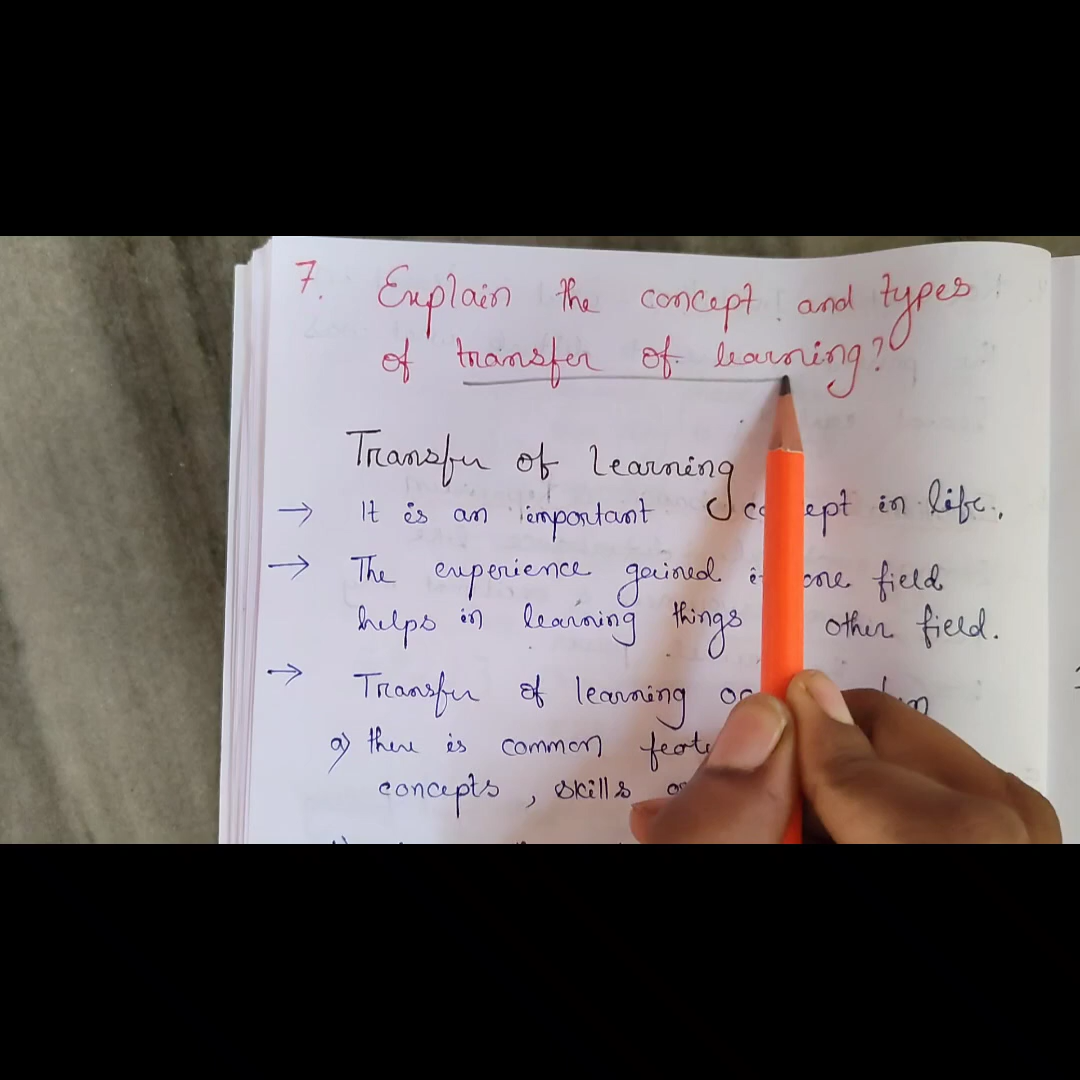 7. Explain the concept and types
of transfer of learning?
Transfer of learning
→ It is an important concept in life.
→ The experience gained in one field
helps in learning things other field.
→ Transfer of learning
a) there is common
concepts, skills